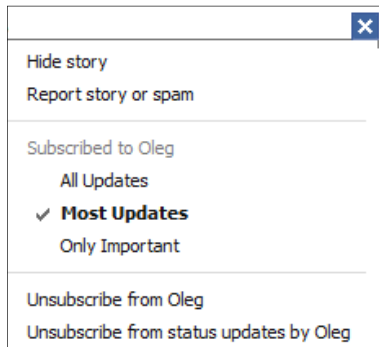 Hide story
Report story or spam
Subscribed to Oleg
All Updates
Most Updates
Only Important
Unsubscribe from Oleg
Unsubscribe from status updates by Oleg